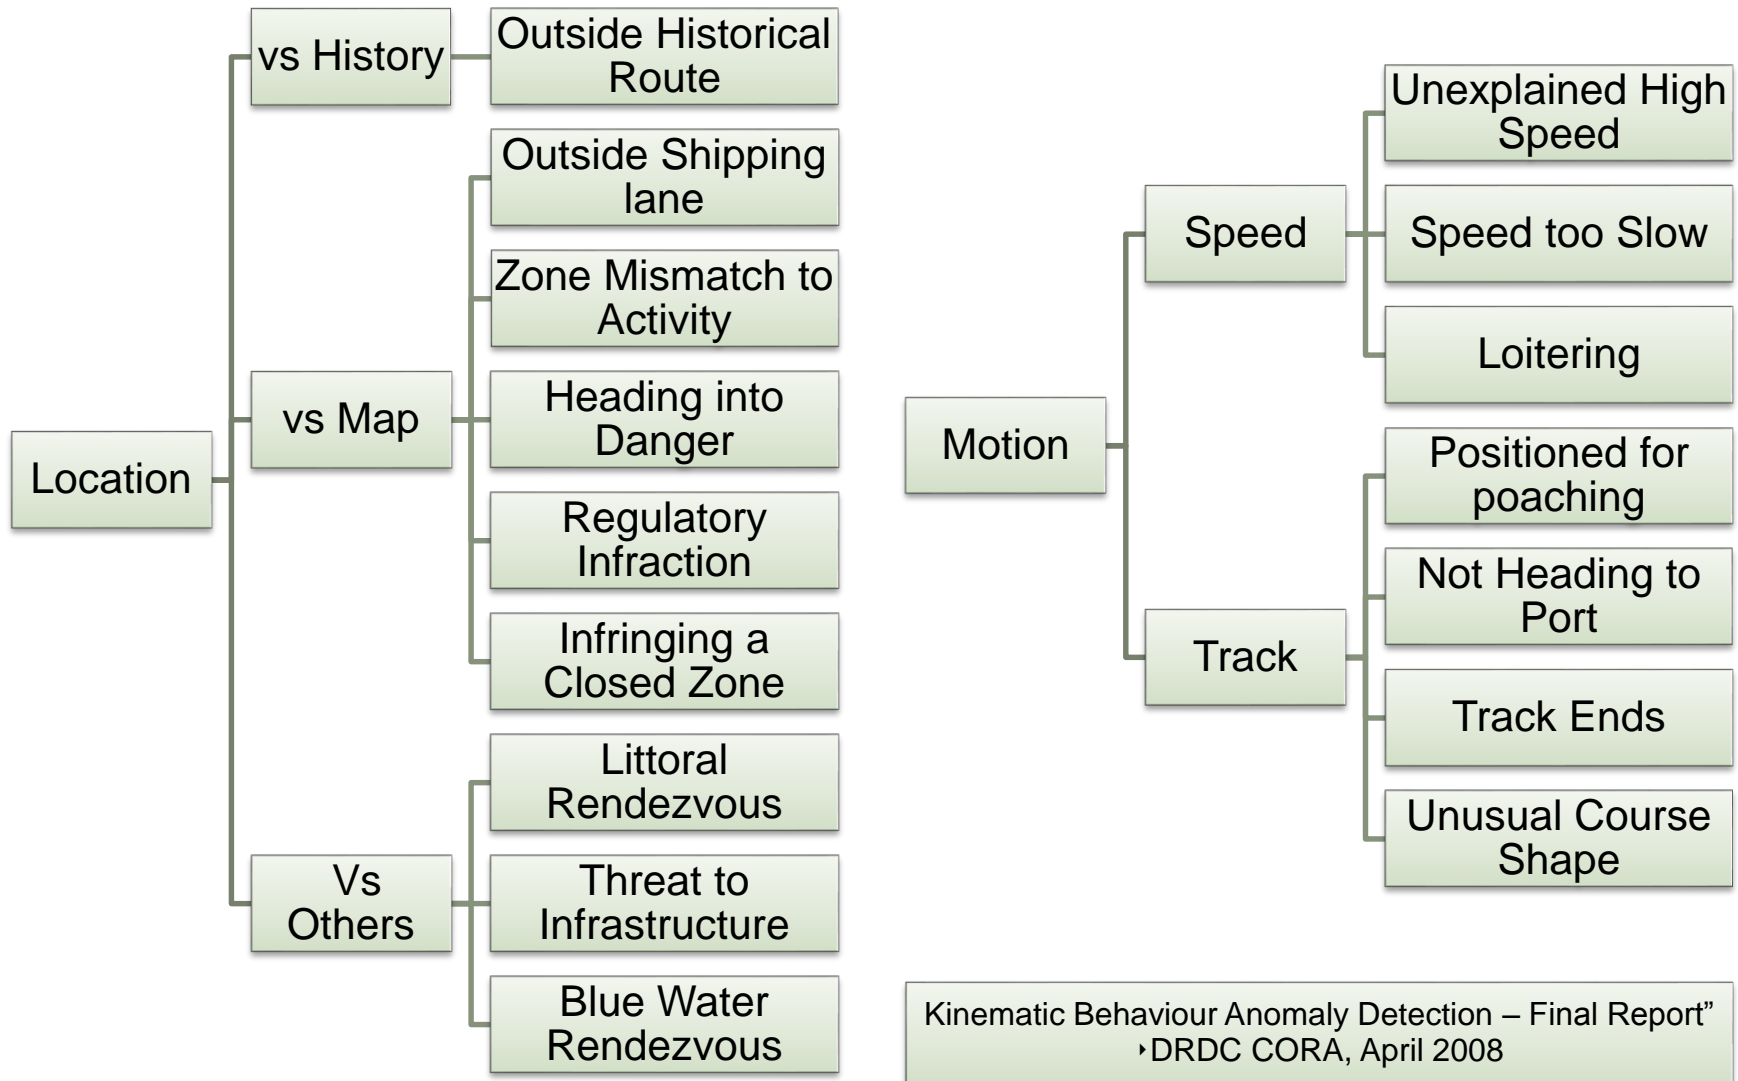 Location
vs History
Outside Historical
Route
vs Map
Outside Shipping
lane
Zone Mismatch to
Activity
Heading into
Danger
Regulatory
Infraction
Infringing a
Closed Zone
Vs
Others
Littoral
Rendezvous
Threat to
Infrastructure
Blue Water
Rendezvous
Motion
Speed
Unexplained High
Speed
Speed too Slow
Loitering
Track
Positioned for
poaching
Not Heading to
Port
Track Ends
Unusual Course
Shape
Kinematic Behaviour Anomaly Detection – Final Report”
‣DRDC CORA, April 2008